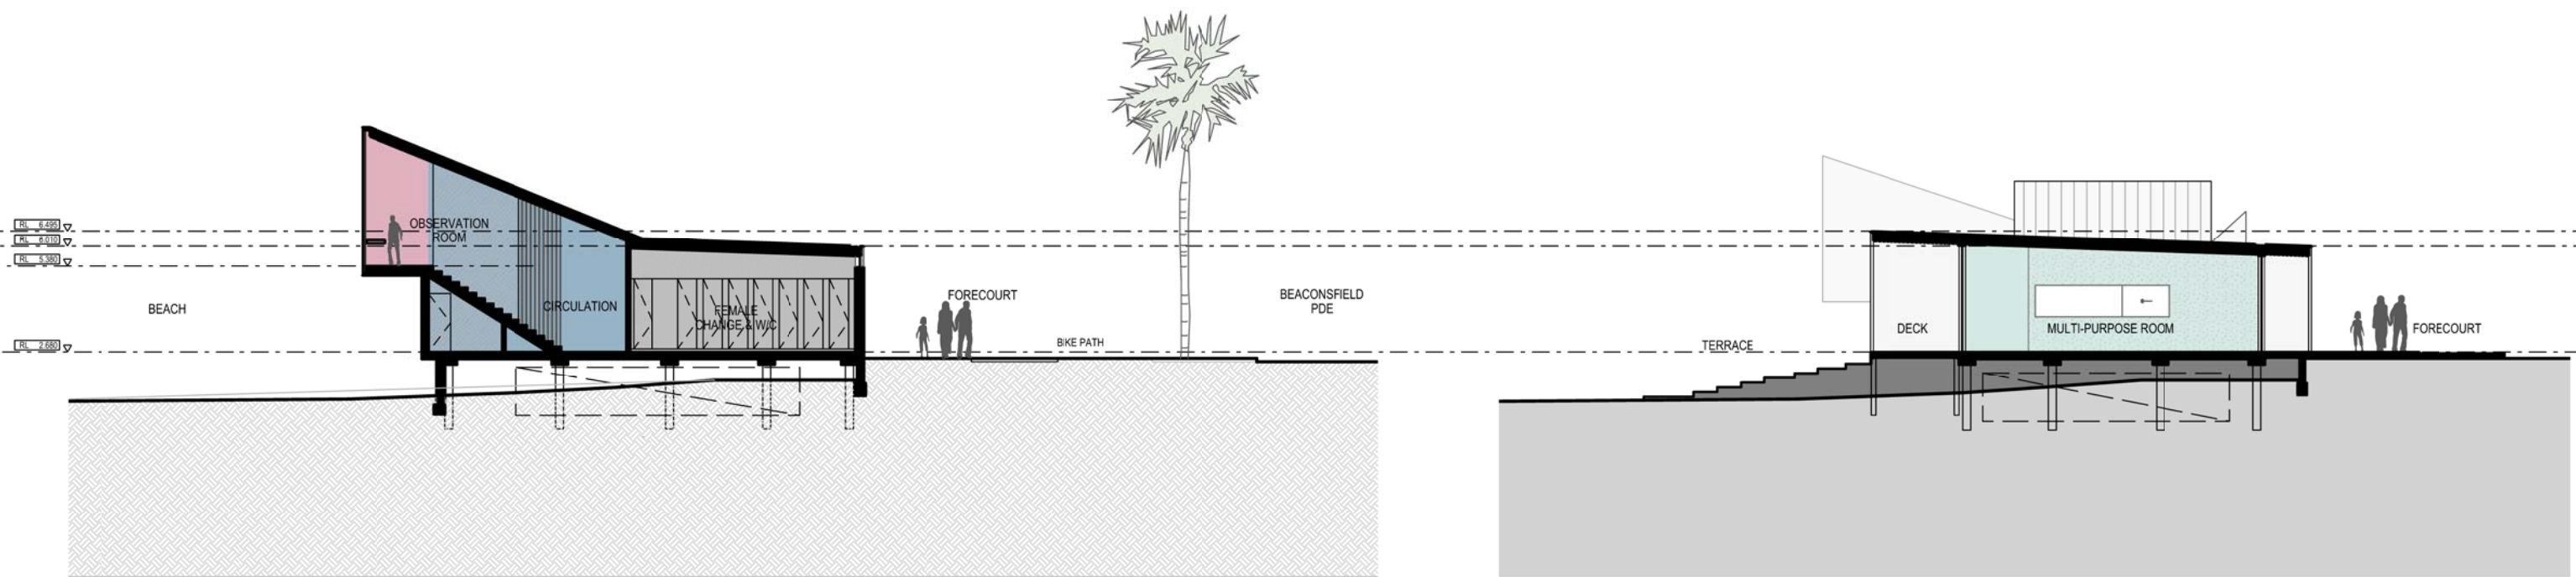 RL 6.495
RL 6.010
RL 5.380
RL 2.680
BEACH
OBSERVATION
ROOM
CIRCULATION
FEMALE
CHANGE & W/C
FORECOURT
BIKE PATH
BEACONSFIELD
PDE
TERRACE
DECK
MULTI-PURPOSE ROOM
FORECOURT